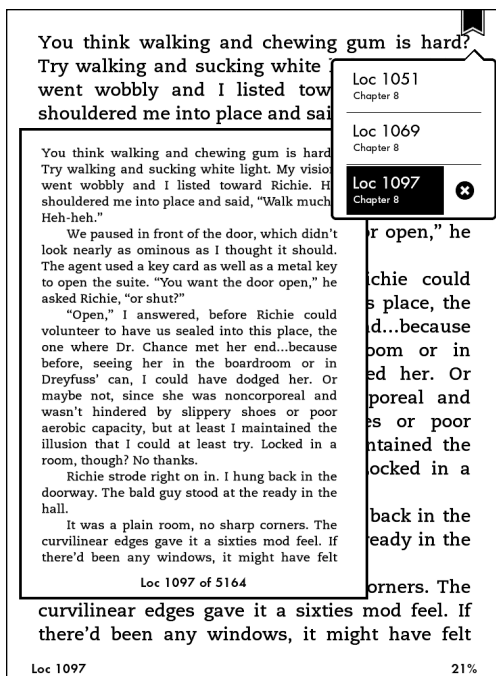 You think walking and chewing gum is hard?
Try walking and sucking white
went wobbly and I listed tow
shouldered me into place and sai
Loc 1051
Chapter 8
Loc 1069
Chapter 8
Loc 1097
Chapter 8
You think walking and chewing gum is hard
Try walking and sucking white light. My visio
went wobbly and I listed toward Richie. H
shouldered me into place and said, “Walk much
Heh-heh.”
We paused in front of the door, which didn’t
look nearly as ominous as I thought it should.
The agent used a key card as well as a metal key
to open the suite. “You want the door open,” he
asked Richie, “or shut?”
“Open,” I answered, before Richie could
volunteer to have us sealed into this place, the
one where Dr. Chance met her end...because
before, seeing her in the boardroom or in
Dreyfuss’ can, I could have dodged her. Or
maybe not, since she was noncorporeal and
wasn’t hindered by slippery shoes or poor
aerobic capacity, but at least I maintained the
illusion that I could at least try. Locked in a
room, though? No thanks.
Richie strode right on in. I hung back in the
doorway. The bald guy stood at the ready in the
hall.
It was a plain room, no sharp corners. The
curvilinear edges gave it a sixties mod feel. If
there’d been any windows, it might have felt
Loc 1097 of 5164
r open,” he
ichie could
s place, the
d...because
oom or in
ed her. Or
poreal and
es or poor
ntained the
ocked in a
back in the
ready in the
orners. The
curvilinear edges gave it a sixties mod feel. If
there’d been any windows, it might have felt
Loc 1097
21%